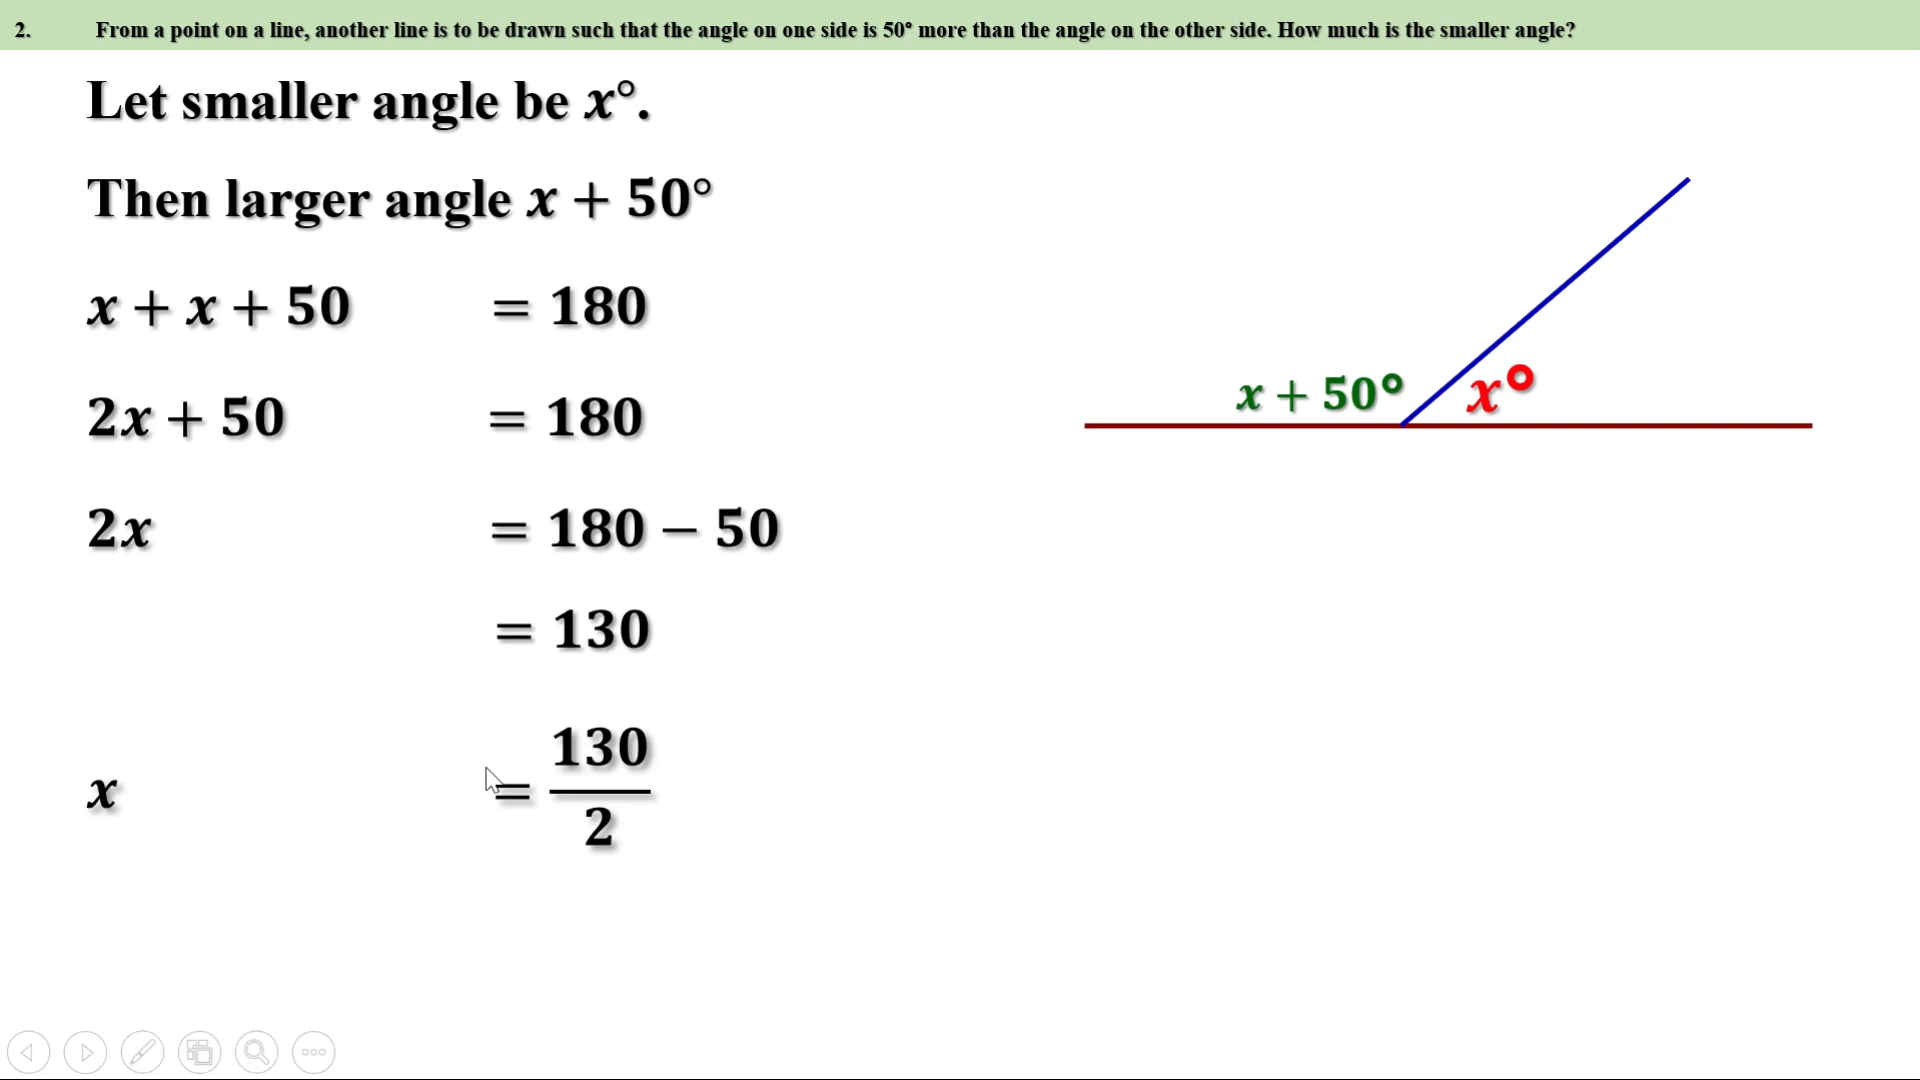 2. From a point on a line, another line is to be drawn such that the angle on one side is 50° more than the angle on the other side. How much is the smaller angle?
Let smaller angle be x°.
Then larger angle x + 50°
x + x + 50 = 180
2x + 50 = 180
2x = 180 − 50
= 130
x = 130/2
x + 50°
x°